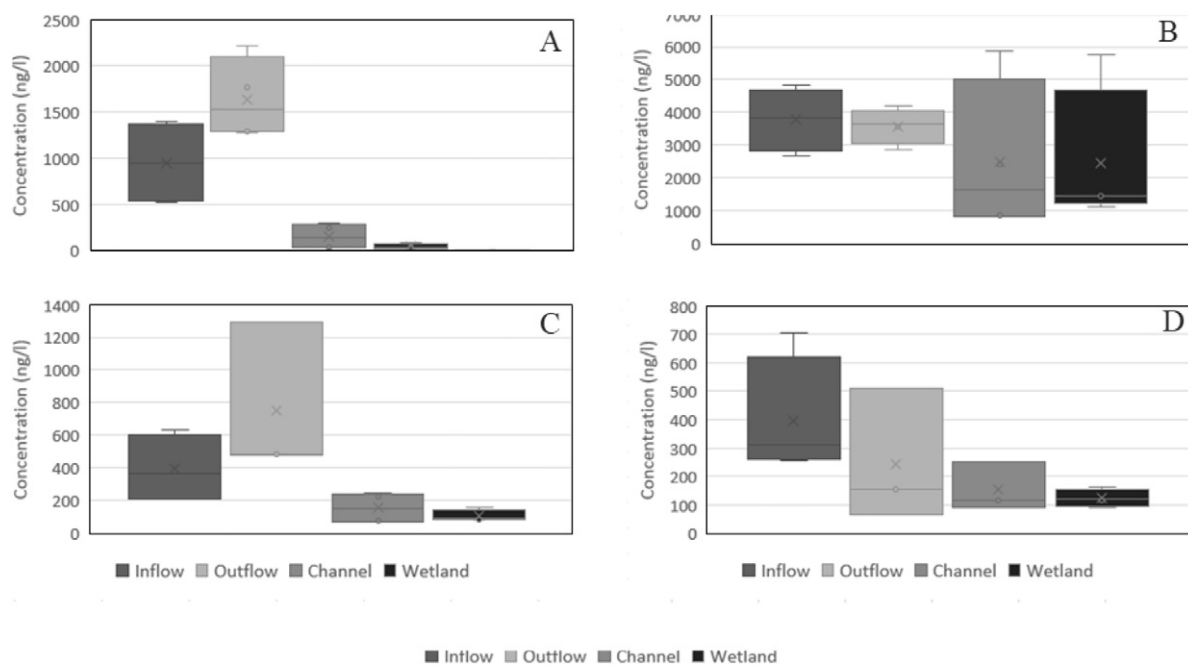 A
Concentration (ng/l)
2500
2000
1500
1000
500
0
B
Concentration (ng/l)
7000
6000
5000
4000
3000
2000
1000
0
C
Concentration (ng/l)
1400
1200
1000
800
600
400
200
0
Inflow Outflow Channel Wetland
D
Concentration (ng/l)
800
700
600
500
400
300
200
100
0
Inflow Outflow Channel Wetland
Inflow Outflow Channel Wetland